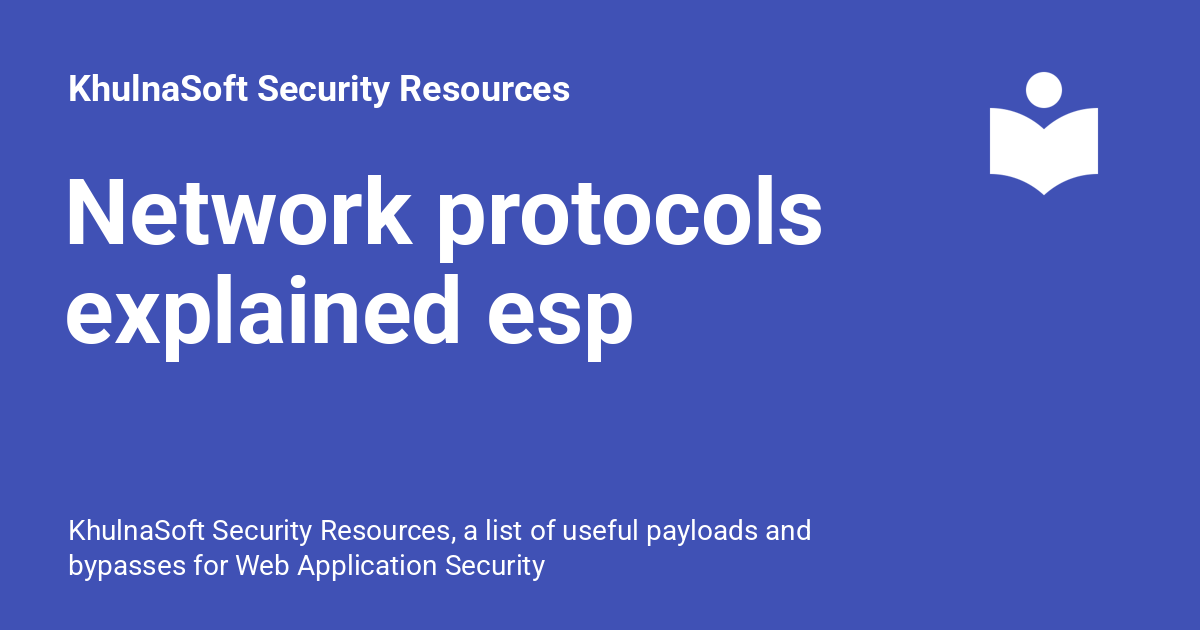 KhulnaSoft Security Resources
Network protocols
explained esp
KhulnaSoft Security Resources, a list of useful payloads and
bypasses for Web Application Security